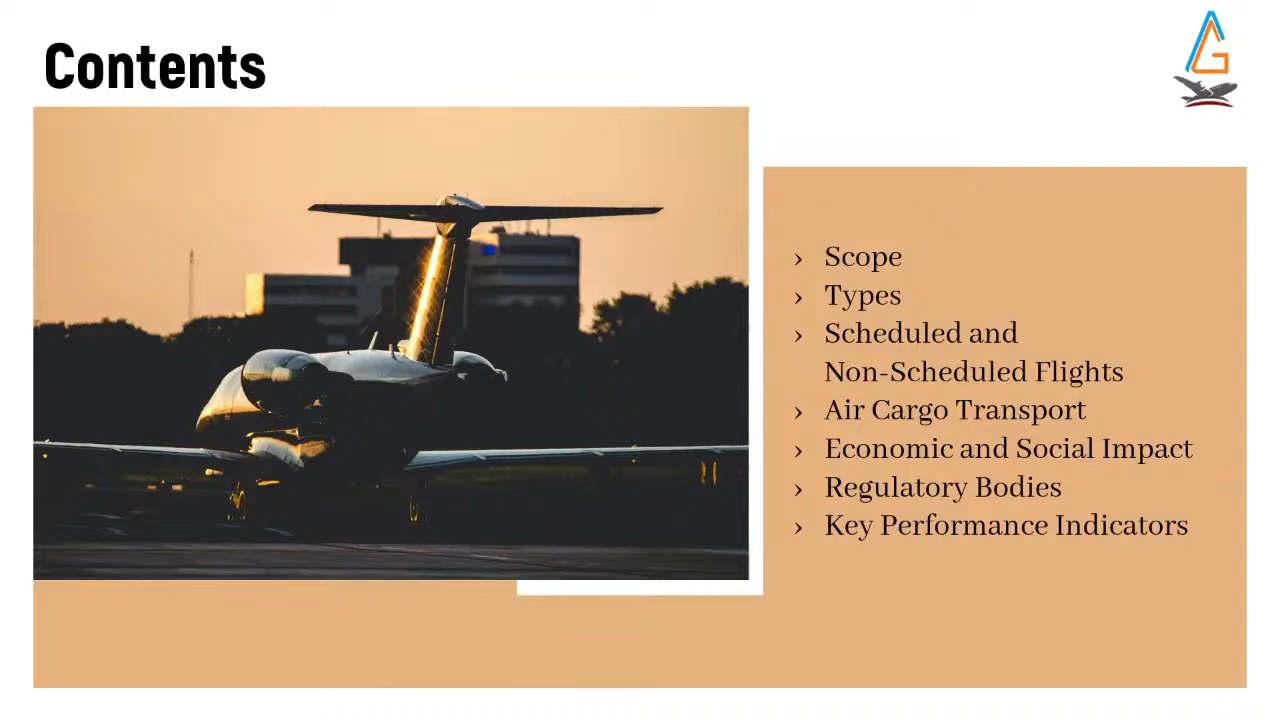 Contents
› Scope
› Types
› Scheduled and
Non-Scheduled Flights
› Air Cargo Transport
› Economic and Social Impact
› Regulatory Bodies
› Key Performance Indicators